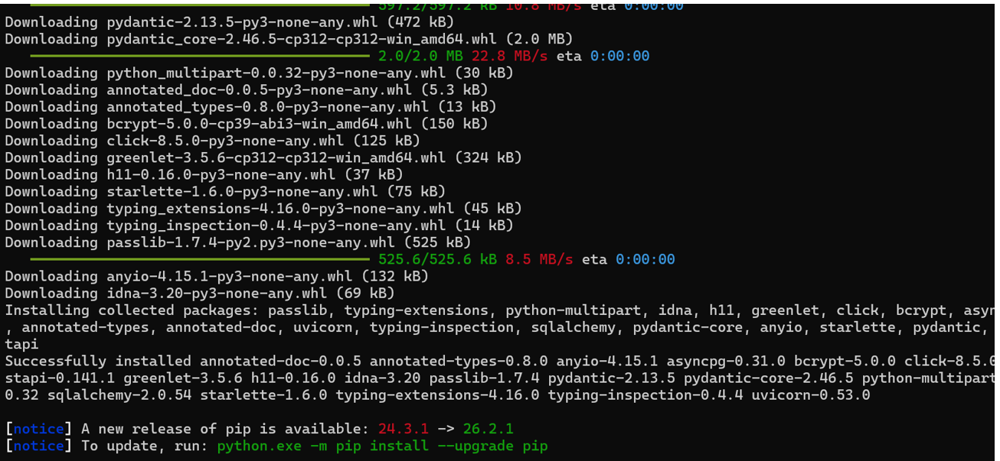 597.2/597.2 kB 10.8 MB/s eta 0:00:00
Downloading pydantic-2.13.5-py3-none-any.whl (472 kB)
Downloading pydantic_core-2.46.5-cp312-cp312-win_amd64.whl (2.0 MB)
2.0/2.0 MB 22.8 MB/s eta 0:00:00
Downloading python_multipart-0.0.32-py3-none-any.whl (30 kB)
Downloading annotated_doc-0.0.5-py3-none-any.whl (5.3 kB)
Downloading annotated_types-0.8.0-py3-none-any.whl (13 kB)
Downloading bcrypt-5.0.0-cp39-abi3-win_amd64.whl (150 kB)
Downloading click-8.5.0-py3-none-any.whl (125 kB)
Downloading greenlet-3.5.6-cp312-cp312-win_amd64.whl (324 kB)
Downloading h11-0.16.0-py3-none-any.whl (37 kB)
Downloading starlette-1.6.0-py3-none-any.whl (75 kB)
Downloading typing_extensions-4.16.0-py3-none-any.whl (45 kB)
Downloading typing_inspection-0.4.4-py3-none-any.whl (14 kB)
Downloading passlib-1.7.4-py2.py3-none-any.whl (525 kB)
525.6/525.6 kB 8.5 MB/s eta 0:00:00
Downloading anyio-4.15.1-py3-none-any.whl (132 kB)
Downloading idna-3.20-py3-none-any.whl (69 kB)
Installing collected packages: passlib, typing-extensions, python-multipart, idna, h11, greenlet, click, bcrypt, asyn
, annotated-types, annotated-doc, uvicorn, typing-inspection, sqlalchemy, pydantic-core, anyio, starlette, pydantic,
tapi
Successfully installed annotated-doc-0.0.5 annotated-types-0.8.0 anyio-4.15.1 asyncpg-0.31.0 bcrypt-5.0.0 click-8.5.0
stapi-0.141.1 greenlet-3.5.6 h11-0.16.0 idna-3.20 passlib-1.7.4 pydantic-2.13.5 pydantic-core-2.46.5 python-multipart
0.32 sqlalchemy-2.0.54 starlette-1.6.0 typing-extensions-4.16.0 typing-inspection-0.4.4 uvicorn-0.53.0
[notice] A new release of pip is available: 24.3.1 -> 26.2.1
[notice] To update, run: python.exe -m pip install --upgrade pip